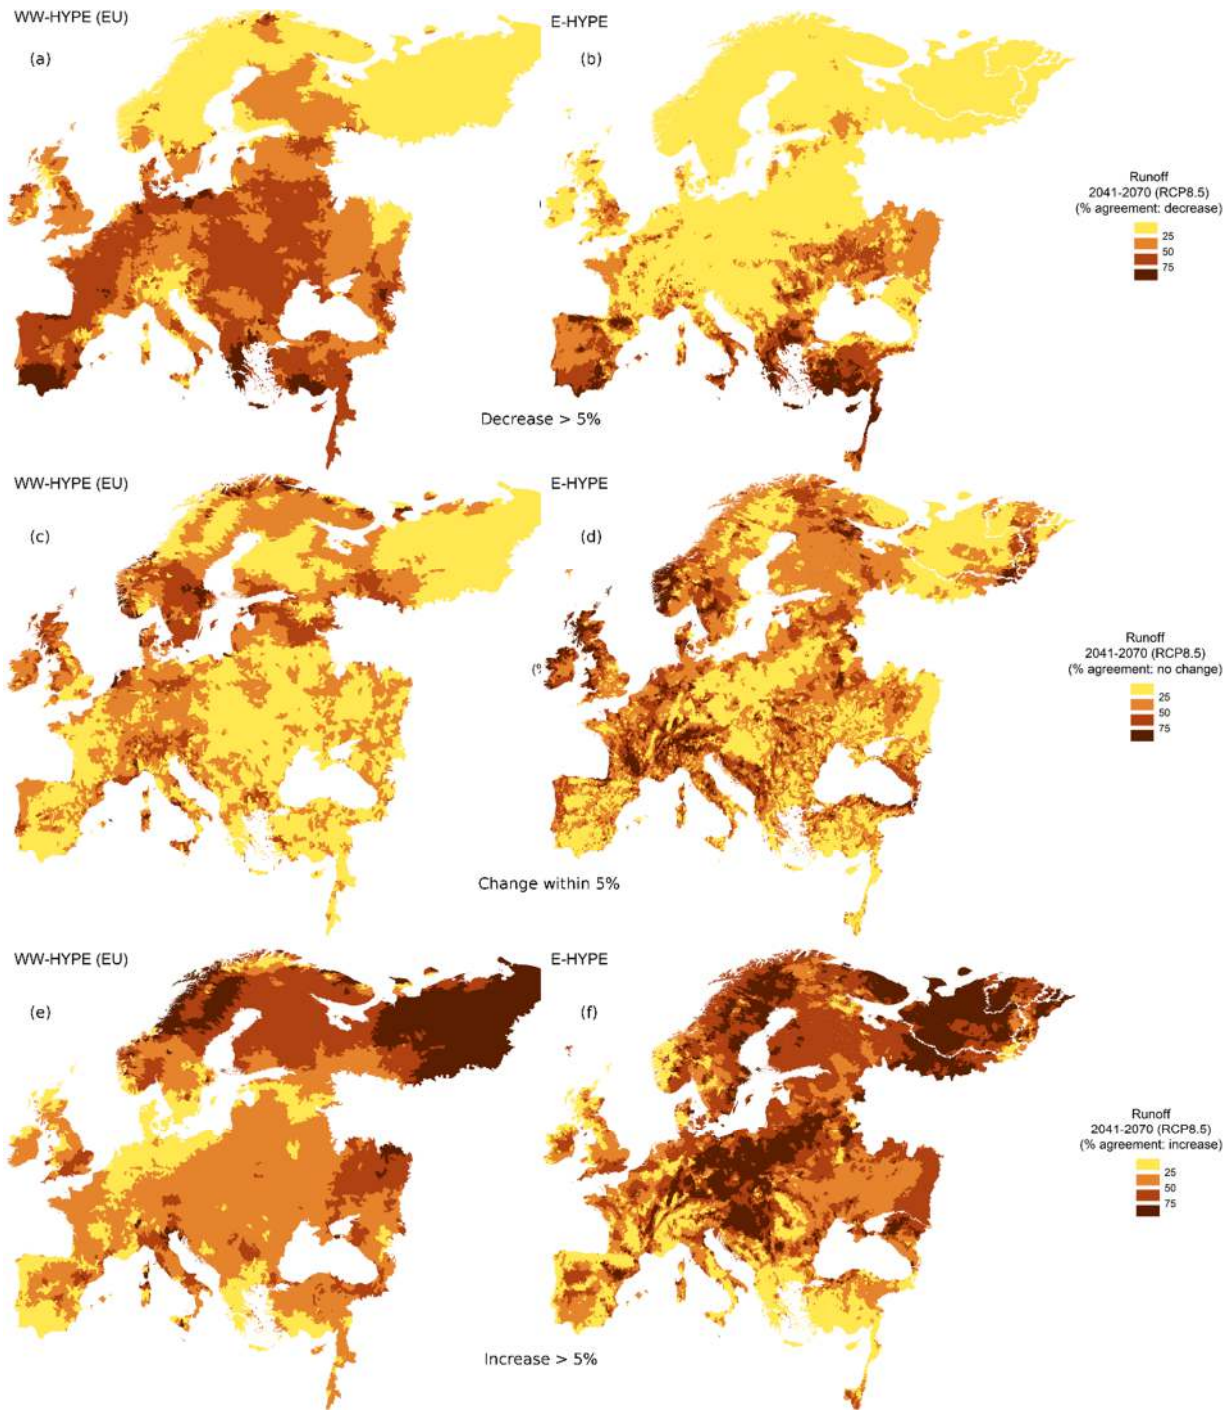 WW-HYPE (EU)
E-HYPE
(a)
(b)
Runoff
2041-2070 (RCP8.5)
(% agreement: decrease)
25
50
75
Decrease > 5%
WW-HYPE (EU)
E-HYPE
(c)
(d)
(%
Runoff
2041-2070 (RCP8.5)
(% agreement: no change)
25
50
75
Change within 5%
WW-HYPE (EU)
E-HYPE
(e)
(f)
Runoff
2041-2070 (RCP8.5)
(% agreement: increase)
25
50
75
Increase > 5%